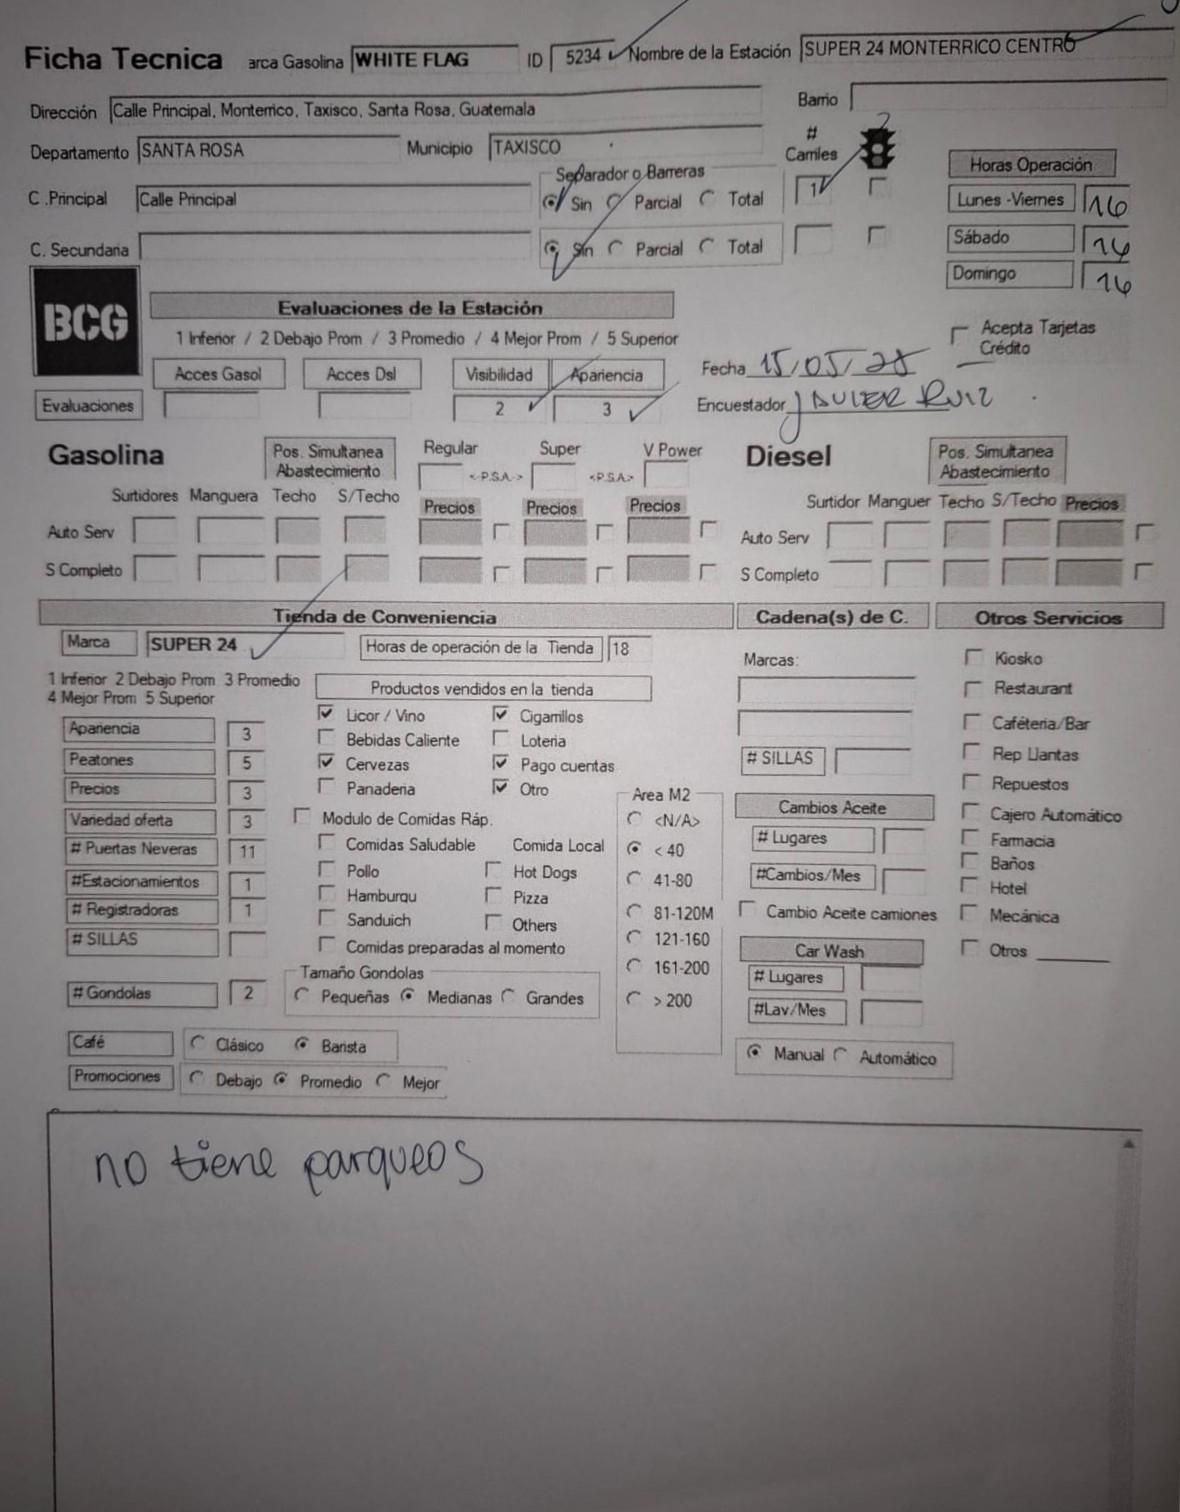 Ficha Tecnica arca Gasolina WHITE FLAG ID 5234 Nombre de la Estación SUPER 24 MONTERRICO CENTRO
Dirección Calle Principal, Monterrico, Taxisco, Santa Rosa, Guatemala Barrio
Departamento SANTA ROSA Municipio TAXISCO # Carriles
C .Principal Calle Principal Separador o Barreras Sin Parcial Total 1
C. Secundaria Sin Parcial Total
Horas Operación
Lunes -Viernes 16
Sábado 16
Domingo 16
BCG
Evaluaciones de la Estación
1 Inferior / 2 Debajo Prom / 3 Promedio / 4 Mejor Prom / 5 Superior
Acepta Tarjetas Crédito
Acces Gasol Acces Dsl Visibilidad Apariencia
Evaluaciones 2 3
Fecha 15/05/25
Encuestador JAVIER RUIZ
Gasolina Pos. Simultanea Abastecimiento Regular Super V Power
<-P.S.A.-> <P.S.A>
Surtidores Manguera Techo S/Techo Precios Precios Precios
Auto Serv
S Completo
Diesel Pos. Simultanea Abastecimiento
Surtidor Manguer Techo S/Techo Precios
Auto Serv
S Completo
Tienda de Conveniencia
Marca SUPER 24 Horas de operación de la Tienda 18
1 Inferior 2 Debajo Prom 3 Promedio
4 Mejor Prom 5 Superior
Apariencia 3
Peatones 5
Precios 3
Variedad oferta 3
# Puertas Neveras 11
#Estacionamientos 1
# Registradoras 1
# SILLAS
# Gondolas 2
Productos vendidos en la tienda
Licor / Vino Cigarrillos
Bebidas Caliente Loteria
Cervezas Pago cuentas
Panaderia Otro
Modulo de Comidas Ráp.
Comidas Saludable Comida Local
Pollo Hot Dogs
Hamburqu Pizza
Sanduich Others
Comidas preparadas al momento
Tamaño Gondolas
Pequeñas Medianas Grandes
Area M2
<N/A>
< 40
41-80
81-120M
121-160
161-200
> 200
Café Clásico Barista
Promociones Debajo Promedio Mejor
Cadena(s) de C.
Marcas:
# SILLAS
Cambios Aceite
# Lugares
#Cambios/Mes
Cambio Aceite camiones
Car Wash
# Lugares
#Lav/Mes
Manual Automático
Otros Servicios
Kiosko
Restaurant
Caféteria/Bar
Rep Llantas
Repuestos
Cajero Automático
Farmacia
Baños
Hotel
Mecánica
Otros
no tiene parqueos